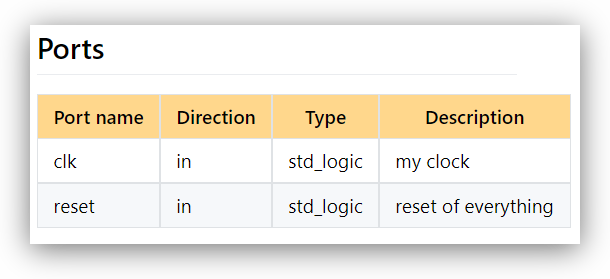 Ports
Port name Direction Type Description
clk in std_logic my clock
reset in std_logic reset of everything